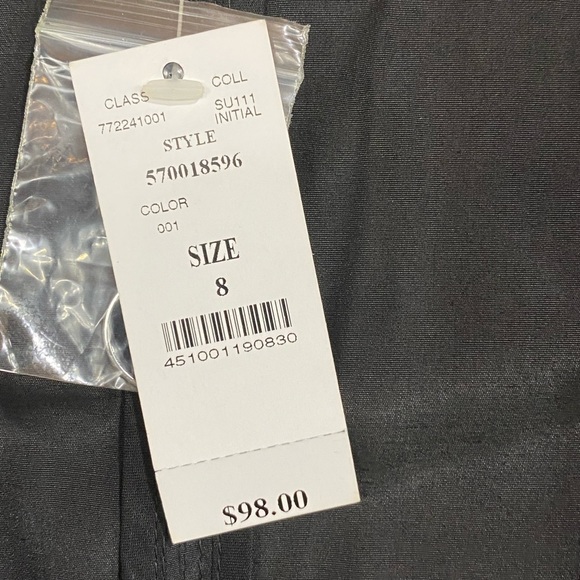 CLASS COLL
772241001 SU111
INITIAL
STYLE
570018596
COLOR
001
SIZE
8
451001190830
$98.00